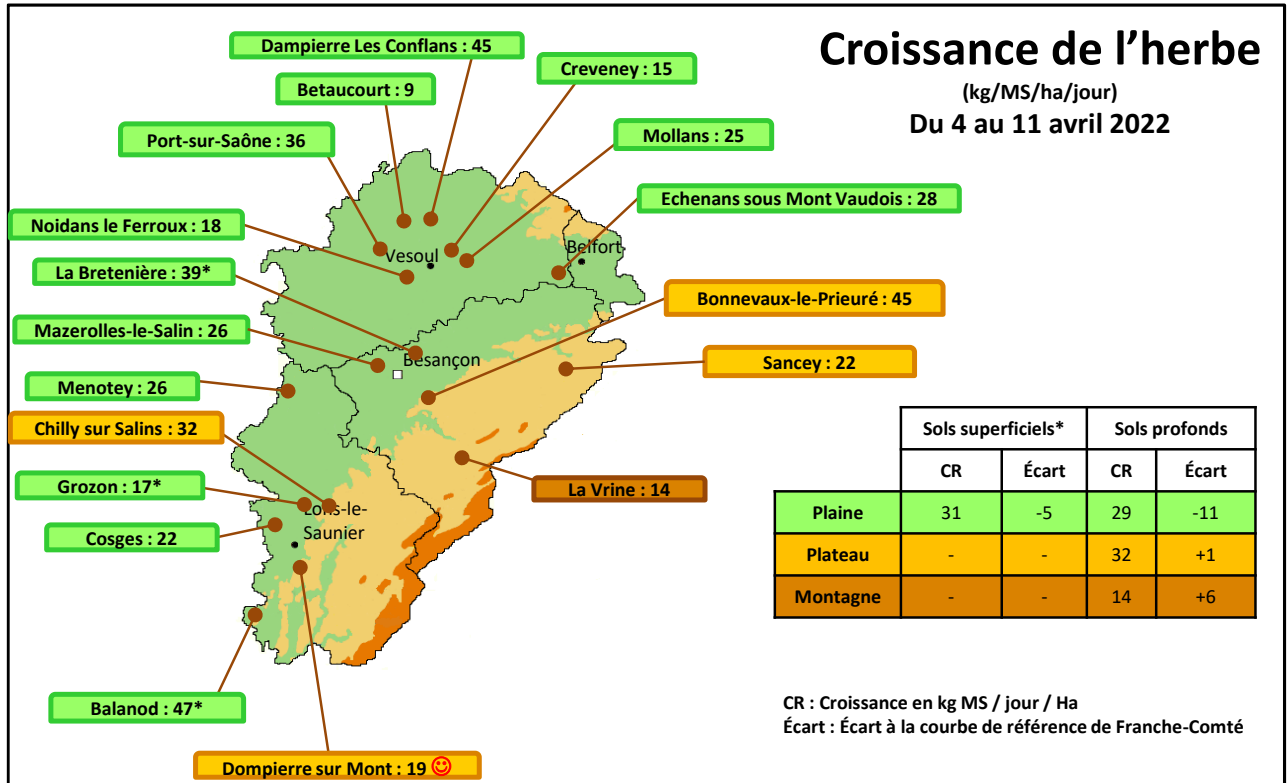 Croissance de l’herbe
(kg/MS/ha/jour)
Du 4 au 11 avril 2022
Dampierre Les Conflans : 45
Creveney : 15
Betaucourt : 9
Port-sur-Saône : 36
Mollans : 25
Echenans sous Mont Vaudois : 28
Noidans le Ferroux : 18
Vesoul
Belfort
La Bretenière : 39*
Bonnevaux-le-Prieuré : 45
Mazerolles-le-Salin : 26
Besançon
Sancey : 22
Menotey : 26
Chilly sur Salins : 32
Grozon : 17*
La Vrine : 14
Lons-le-
Saunier
Cosges : 22
Balanod : 47*
Dompierre sur Mont : 19
Sols superficiels* Sols profonds
CR Écart CR Écart
Plaine 31 -5 29 -11
Plateau - - 32 +1
Montagne - - 14 +6
CR : Croissance en kg MS / jour / Ha
Écart : Écart à la courbe de référence de Franche-Comté